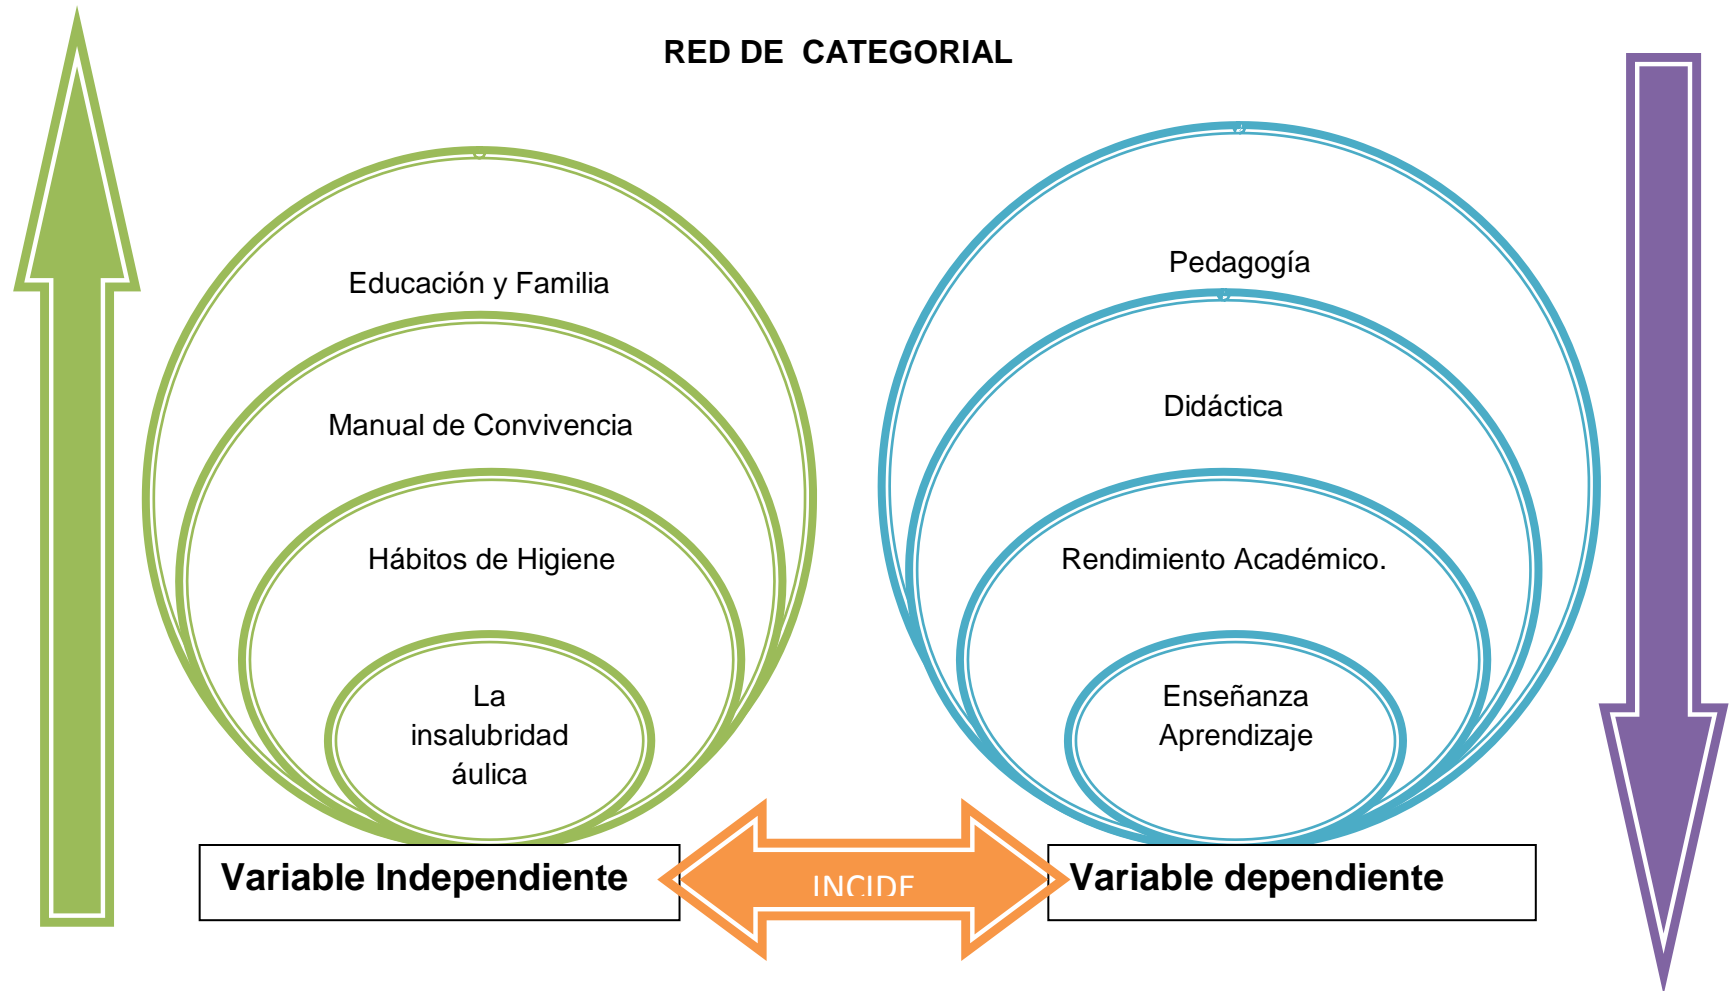 RED DE CATEGORIAL
Educación y Familia
Manual de Convivencia
Hábitos de Higiene
La
insalubridad
áulica
Variable Independiente
INCIDE
Pedagogía
Didáctica
Rendimiento Académico.
Enseñanza
Aprendizaje
Variable dependiente